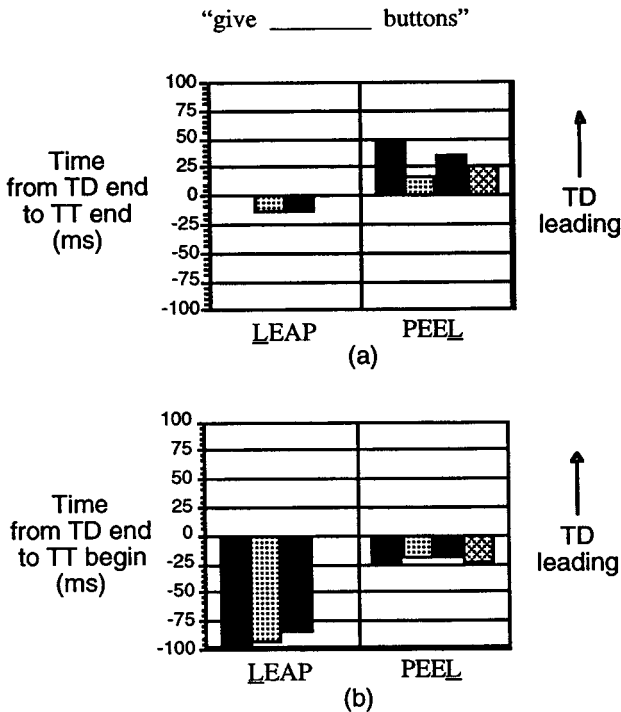 “give ________ buttons”
100
75
50
25
0
-25
-50
-75
-100
Time
from TD end
to TT end
(ms)
TD
leading
LEAP PEEL
(a)
100
75
50
25
0
-25
-50
-75
-100
Time
from TD end
to TT begin
(ms)
TD
leading
LEAP PEEL
(b)